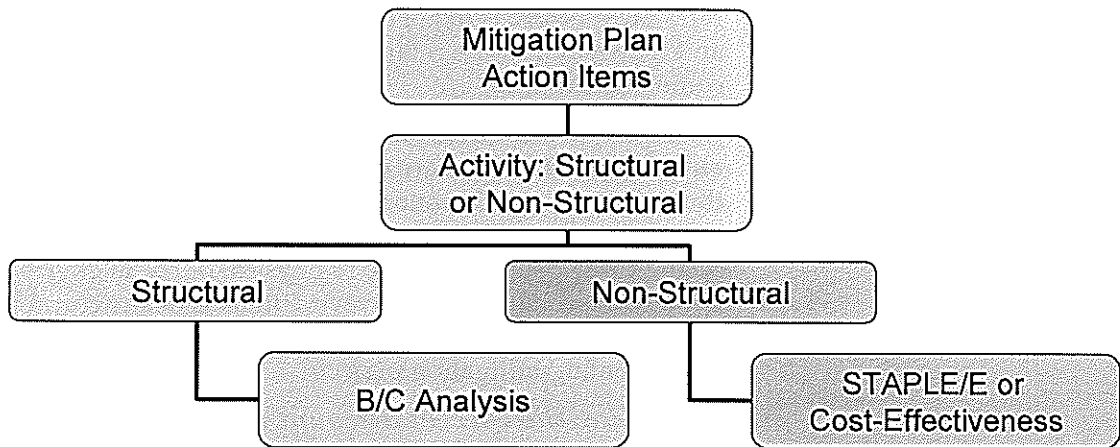 Mitigation Plan
Action Items
Activity: Structural
or Non-Structural
Structural
Non-Structural
B/C Analysis
STAPLE/E or
Cost-Effectiveness